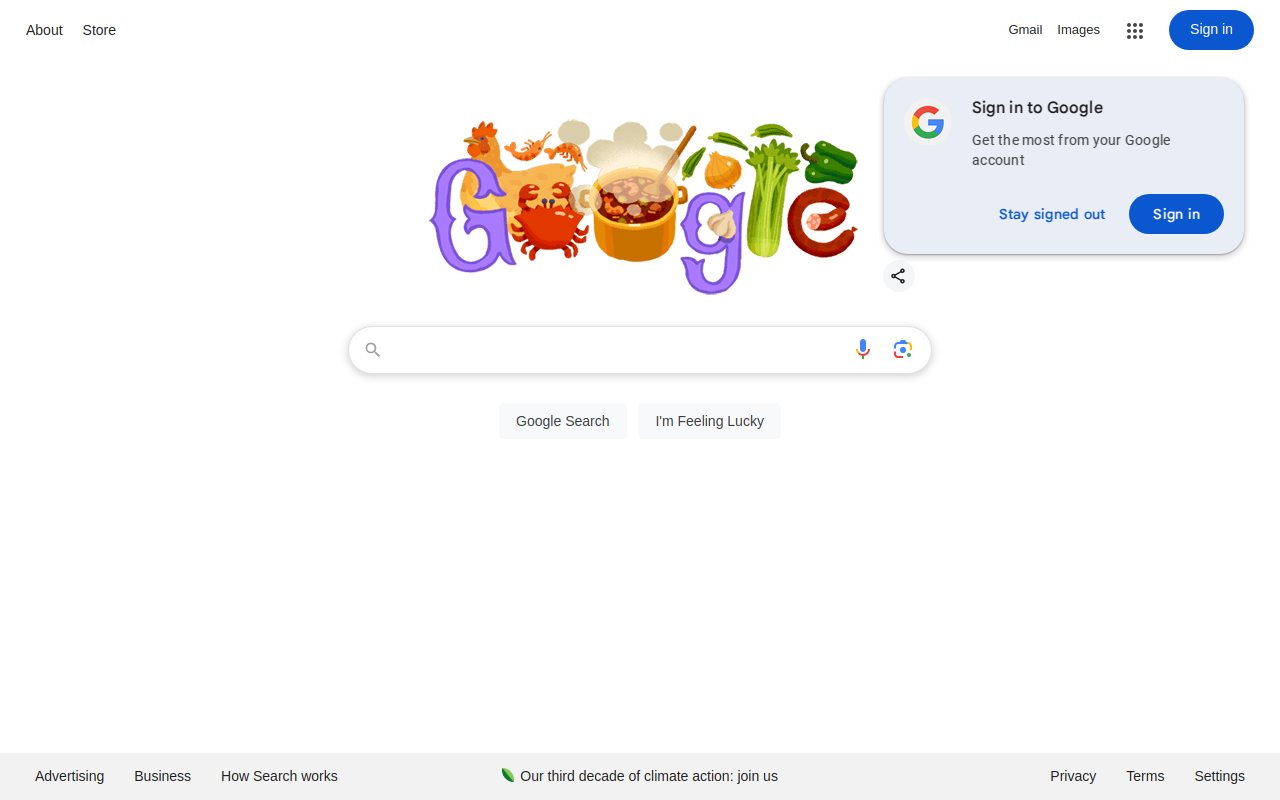 About Store
Gmail Images Sign in
Google
Sign in to Google
Get the most from your Google
account
Stay signed out Sign in
Google Search I'm Feeling Lucky
Advertising Business How Search works
Our third decade of climate action: join us
Privacy Terms Settings